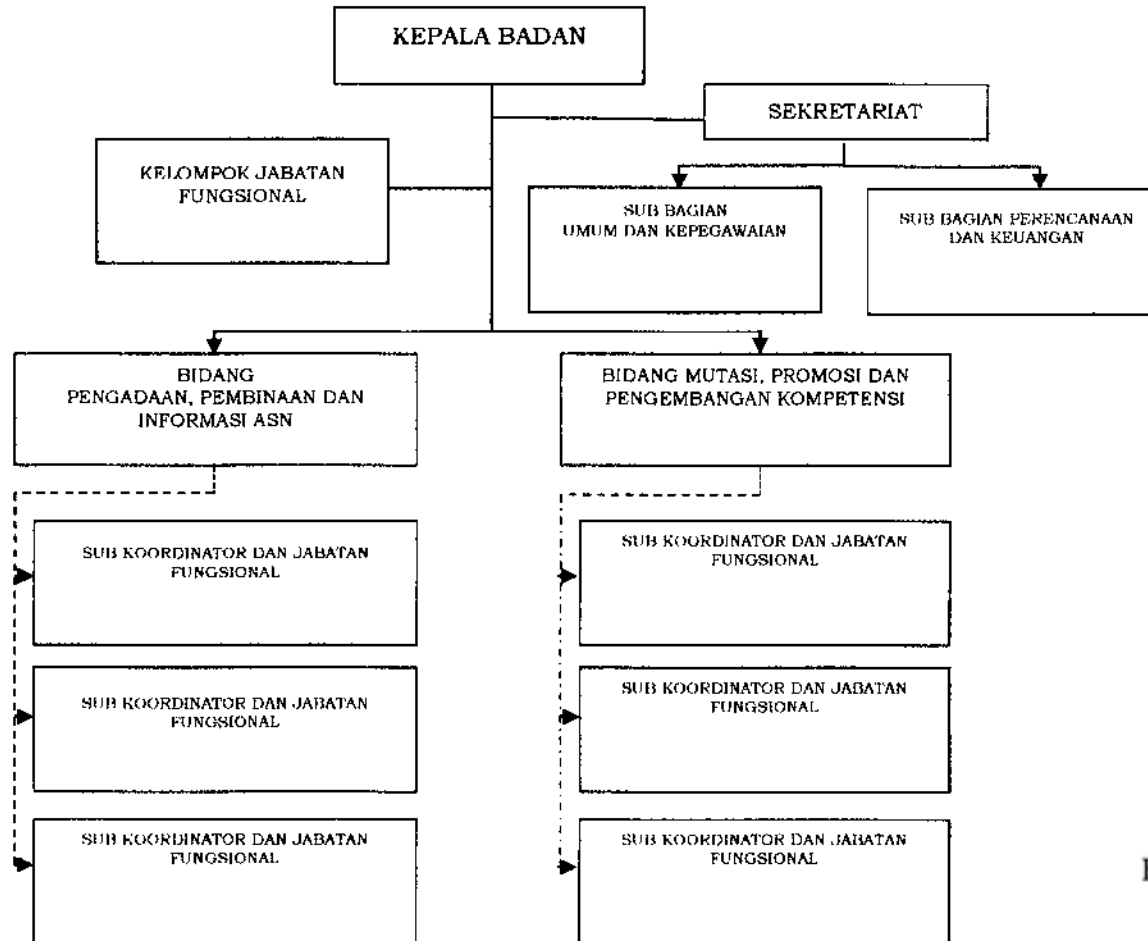 KEPALA BADAN
SEKRETARIAT
KELOMPOK JABATAN
FUNGSIONAL
SUB BAGIAN
UMUM DAN KEPEGAWAIAN
SUB BAGIAN PERENCANAAN
DAN KEUANGAN
BIDANG
PENGADAAN, PEMBINAAN DAN
INFORMASI ASN
BIDANG MUTASI, PROMOSI DAN
PENGEMBANGAN KOMPETENSI
SUB KOORDINATOR DAN JABATAN
FUNGSIONAL
SUB KOORDINATOR DAN JABATAN
FUNGSIONAL
SUB KOORDINATOR DAN JABATAN
FUNGSIONAL
SUB KOORDINATOR DAN JABATAN
FUNGSIONAL
SUB KOORDINATOR DAN JABATAN
FUNGSIONAL
SUB KOORDINATOR DAN JABATAN
FUNGSIONAL